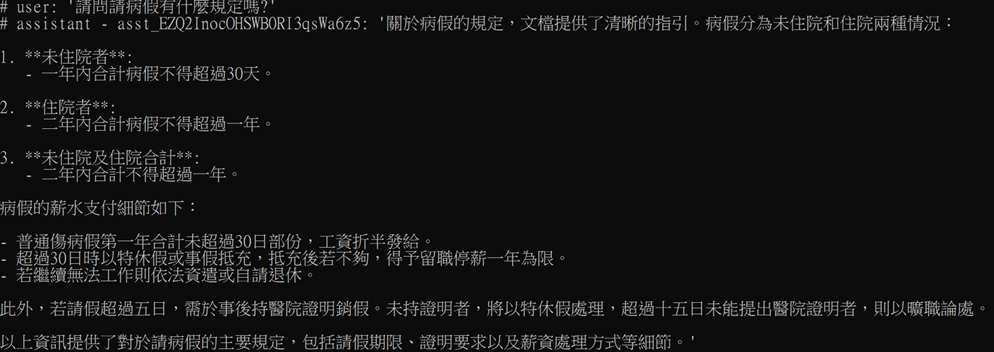 # user: '請問請病假有什麼規定嗎?'
# assistant - asst_EZQ2InocOHSWBORI3qsWa6z5: '關於病假的規定，文檔提供了清晰的指引。病假分為未住院和住院兩種情況：
1. **未住院者**:
- 一年內合計病假不得超過30天。
2. **住院者**:
- 二年內合計病假不得超過一年。
3. **未住院及住院合計**:
- 二年內合計不得超過一年。
病假的薪水支付細節如下：
- 普通傷病假第一年合計未超過30日部份，工資折半發給。
- 超過30日時以特休假或事假抵充，抵充後若不夠，得予留職停薪一年為限。
- 若繼續無法工作則依法資遣或自請退休。
此外，若請假超過五日，需於事後持醫院證明銷假。未持證明者，將以特休假處理，超過十五日未能提出醫院證明者，則以曠職論處。
以上資訊提供了對於請病假的主要規定，包括請假期限、證明要求以及薪資處理方式等細節。'